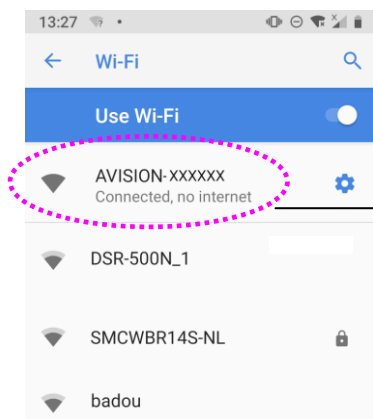 13:27
Wi-Fi
Use Wi-Fi
AVISION-XXXXXX
Connected, no internet
DSR-500N_1
SMCWBR14S-NL
badou